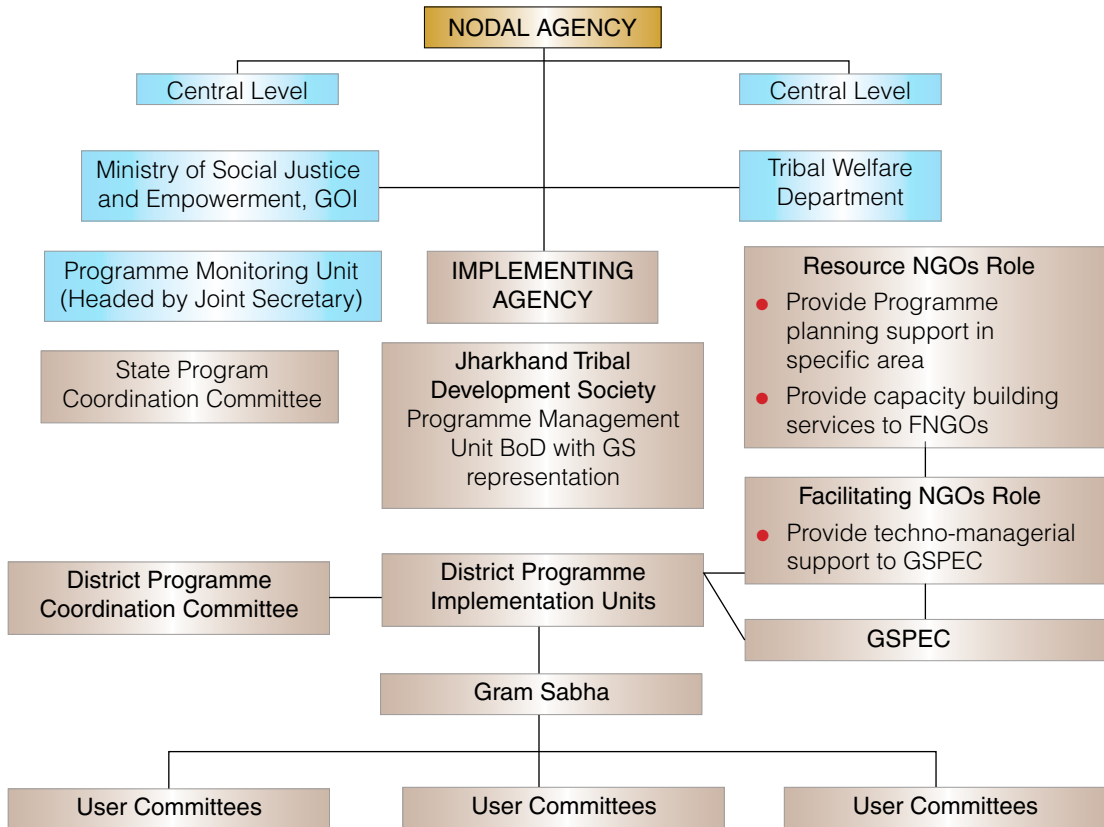 NODAL AGENCY
Central Level
Central Level
Ministry of Social Justice
and Empowerment, GOI
Tribal Welfare
Department
Programme Monitoring Unit
(Headed by Joint Secretary)
IMPLEMENTING
AGENCY
Resource NGOs Role
● Provide Programme
planning support in
specific area
● Provide capacity building
services to FNGOs
State Program
Coordination Committee
Jharkhand Tribal
Development Society
Programme Management
Unit BoD with GS
representation
Facilitating NGOs Role
● Provide techno-managerial
support to GSPEC
District Programme
Coordination Committee
District Programme
Implementation Units
GSPEC
Gram Sabha
User Committees
User Committees
User Committees